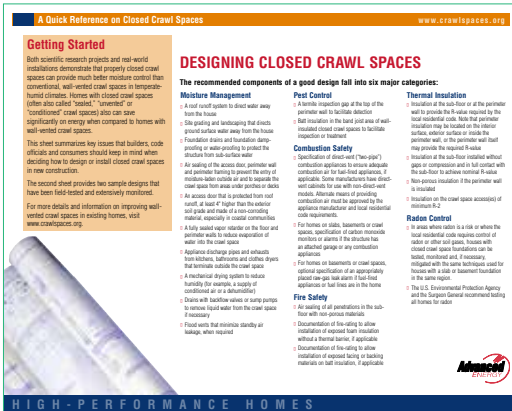 A Quick Reference on Closed Crawl Spaces
www.crawlspaces.org
Getting Started
Both scientific research projects and real-world
installations demonstrate that properly closed crawl
spaces can provide much better moisture control than
conventional, wall-vented crawl spaces in temperate-
humid climates. Homes with closed crawl spaces
(often also called "sealed," "unvented" or
"conditioned" crawl spaces) also can save
significantly on energy when compared to homes with
wall-vented crawl spaces.
This sheet summarizes key issues that builders, code
officials and consumers should keep in mind when
deciding how to design or install closed crawl spaces
in new construction.
The second sheet provides two sample designs that
have been field-tested and extensively monitored.
For more details and information on improving wall-
vented crawl spaces in existing homes, visit
www.crawlspaces.org.
DESIGNING CLOSED CRAWL SPACES
The recommended components of a good design fall into six major categories:
Moisture Management
A roof runoff system to direct water away
from the house
Site grading and landscaping that directs
ground surface water away from the house
Foundation drains and foundation damp-
proofing or water-proofing to protect the
structure from sub-surface water
Air sealing of the access door, perimeter wall
and perimeter framing to prevent the entry of
moisture-laden outside air and to separate the
crawl space from areas under porches or decks
An access door that is protected from roof
runoff, at least 4" higher than the exterior
soil grade and made of a non-corroding
material, especially in coastal communities
A fully sealed vapor retarder on the floor and
perimeter walls to reduce evaporation of
water into the crawl space
Appliance discharge pipes and exhausts
from kitchens, bathrooms and clothes dryers
that terminate outside the crawl space
A mechanical drying system to reduce
humidity (for example, a supply of
conditioned air or a dehumidifier)
Drains with backflow valves or sump pumps
to remove liquid water from the crawl space
if necessary
Flood vents that minimize standby air
leakage, when required
Pest Control
A termite inspection gap at the top of the
perimeter wall to facilitate detection
Batt insulation in the band joist area of wall-
insulated closed crawl spaces to facilitate
inspection or treatment
Combustion Safety
Specification of direct-vent ("two-pipe")
combustion appliances to ensure adequate
combustion air for fuel-fired appliances, if
applicable. Some manufacturers have direct-
vent cabinets for use with non-direct-vent
models. Alternate means of providing
combustion air must be approved by the
appliance manufacturer and local residential
code requirements.
For homes on slabs, basements or crawl
spaces, specification of carbon monoxide
monitors or alarms if the structure has
an attached garage or any combustion
appliances
For homes on basements or crawl spaces,
optional specification of an appropriately
placed raw-gas leak alarm if fuel-fired
appliances or fuel lines are in the home
Fire Safety
Air sealing of all penetrations in the sub-
floor with non-porous materials
Documentation of fire-rating to allow
installation of exposed foam insulation
without a thermal barrier, if applicable
Documentation of fire-rating to allow
installation of exposed facing or backing
materials on batt insulation, if applicable
Thermal Insulation
Insulation at the sub-floor or at the perimeter
wall to provide the R-value required by the
local residential code. Note that perimeter
insulation may be located on the interior
surface, exterior surface or inside the
perimeter wall, or the perimeter wall itself
may provide the required R-value
Insulation at the sub-floor installed without
gaps or compression and in full contact with
the sub-floor to achieve nominal R-value
Non-porous insulation if the perimeter wall
is insulated
Insulation on the crawl space access(es) of
minimum R-2
Radon Control
In areas where radon is a risk or where the
local residential code requires control of
radon or other soil gases, houses with
closed crawl space foundations can be
tested, monitored and, if necessary,
mitigated with the same techniques used for
houses with a slab or basement foundation
in the same region.
The U.S. Environmental Protection Agency
and the Surgeon General recommend testing
all homes for radon
Advanced
ENERGY
HIGH-PERFORMANCE HOMES